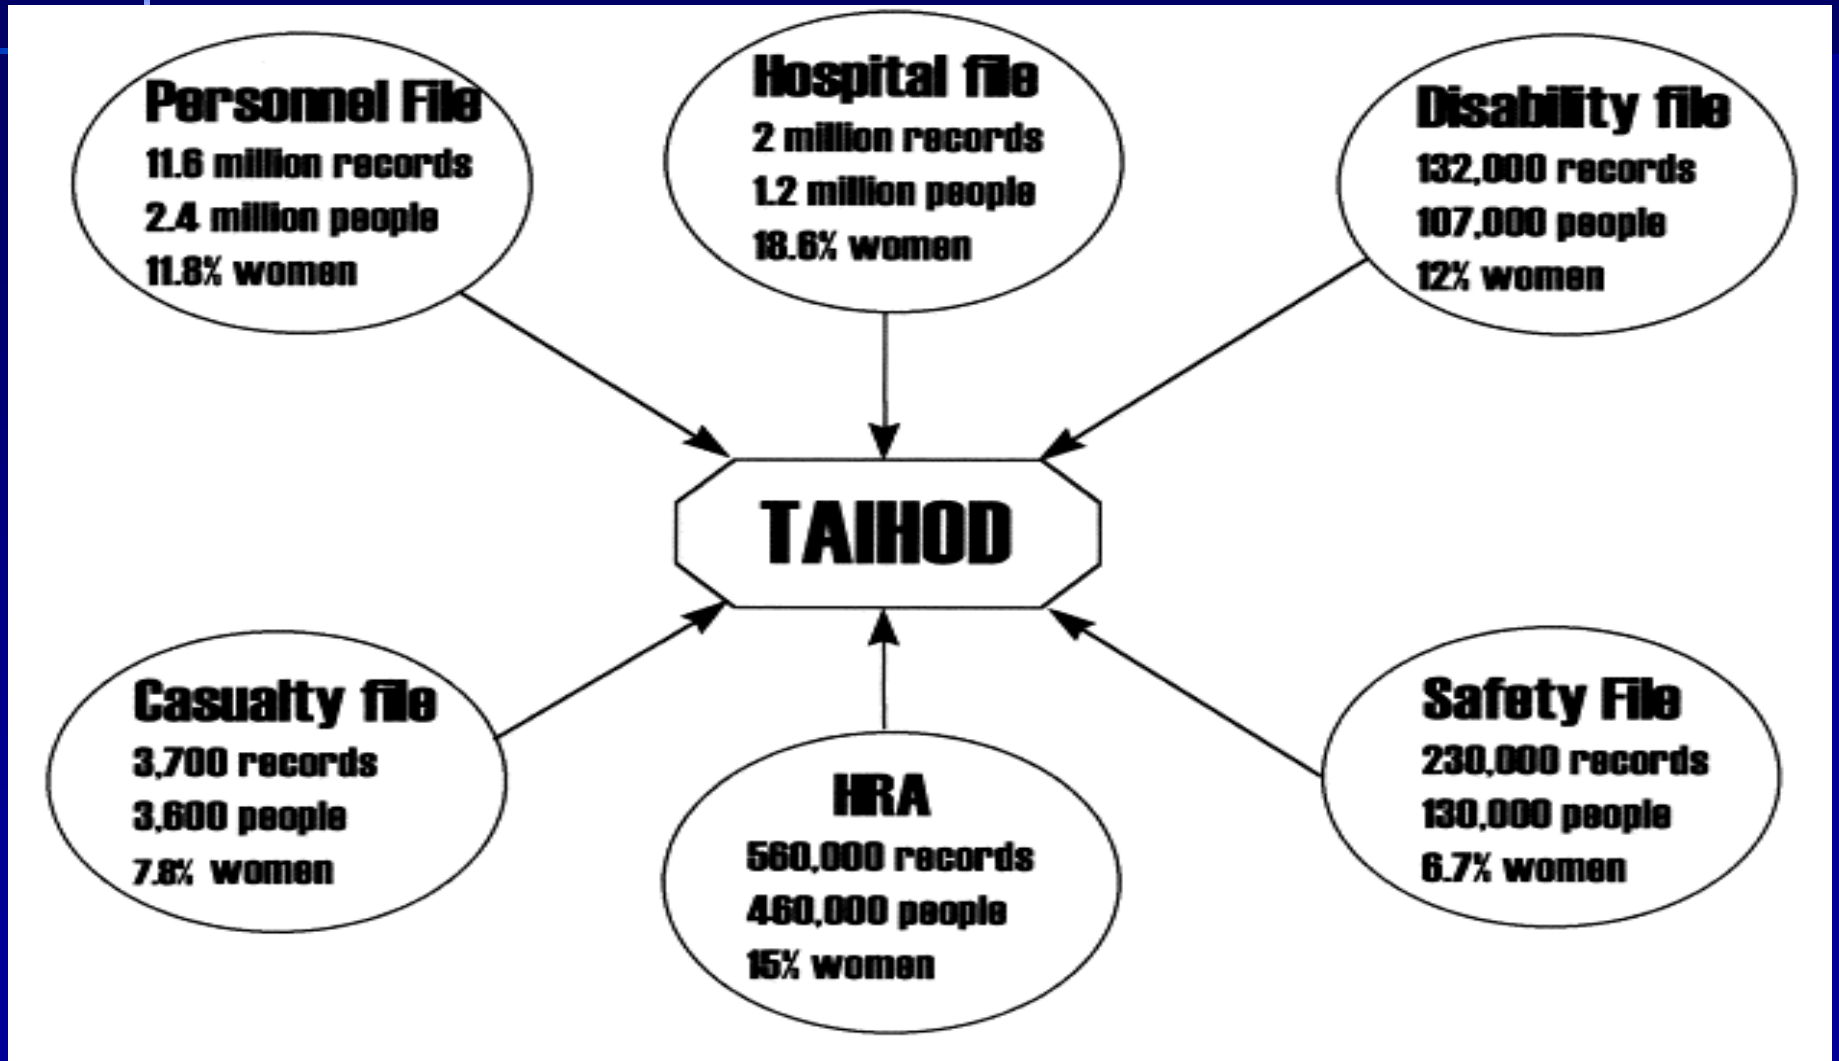 Personnel File
11.6 million records
2.4 million people
11.8% women
Hospital file
2 million records
1.2 million people
18.6% women
Disability file
132,000 records
107,000 people
12% women
TAIHOD
Casualty file
3,700 records
3,600 people
7.8% women
HRA
560,000 records
460,000 people
15% women
Safety File
230,000 records
130,000 people
6.7% women